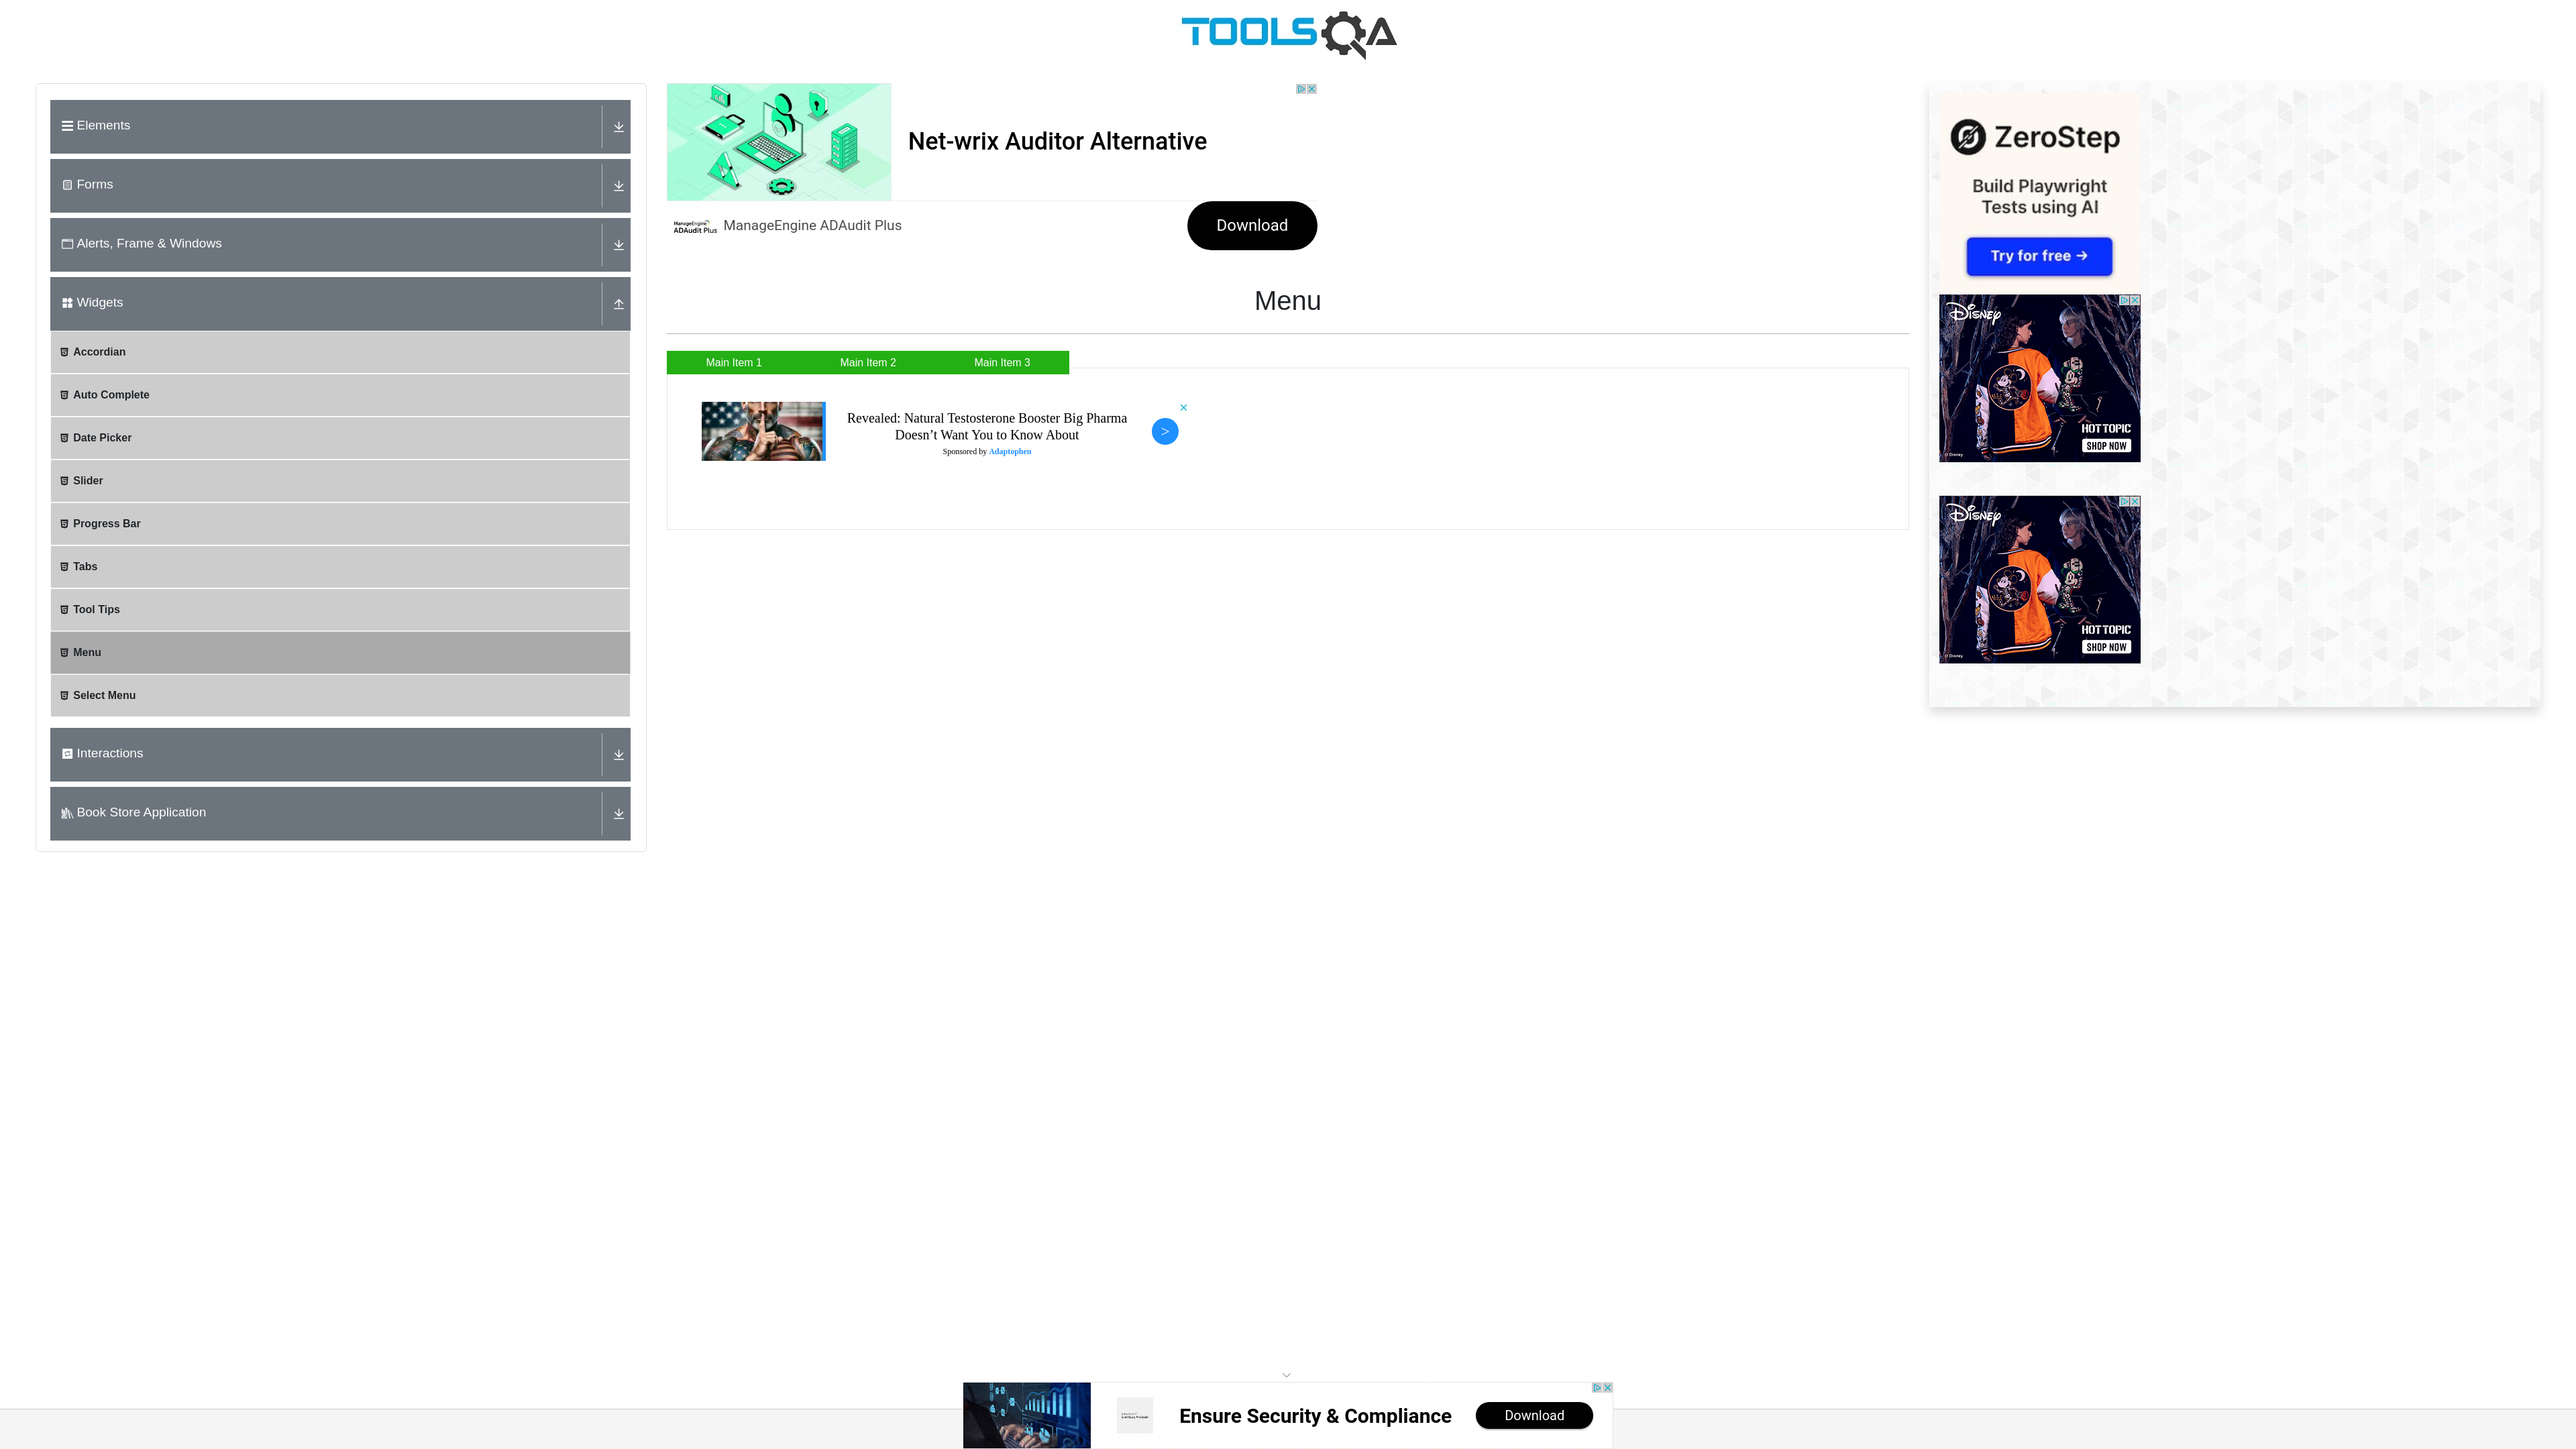 TOOLSQA
Elements
Forms
Alerts, Frame & Windows
Widgets
Accordian
Auto Complete
Date Picker
Slider
Progress Bar
Tabs
Tool Tips
Menu
Select Menu
Interactions
Book Store Application
Net-wrix Auditor Alternative
ManageEngine
ADAudit Plus
ManageEngine ADAudit Plus
Download
Menu
Main Item 1
Main Item 2
Main Item 3
Revealed: Natural Testosterone Booster Big Pharma
Doesn’t Want You to Know About
Sponsored by Adaptophen
>
ZeroStep
Build Playwright
Tests using AI
Try for free →
Disney
HOT TOPIC
SHOP NOW
© Disney
Disney
HOT TOPIC
SHOP NOW
© Disney
Ensure Security & Compliance
Download